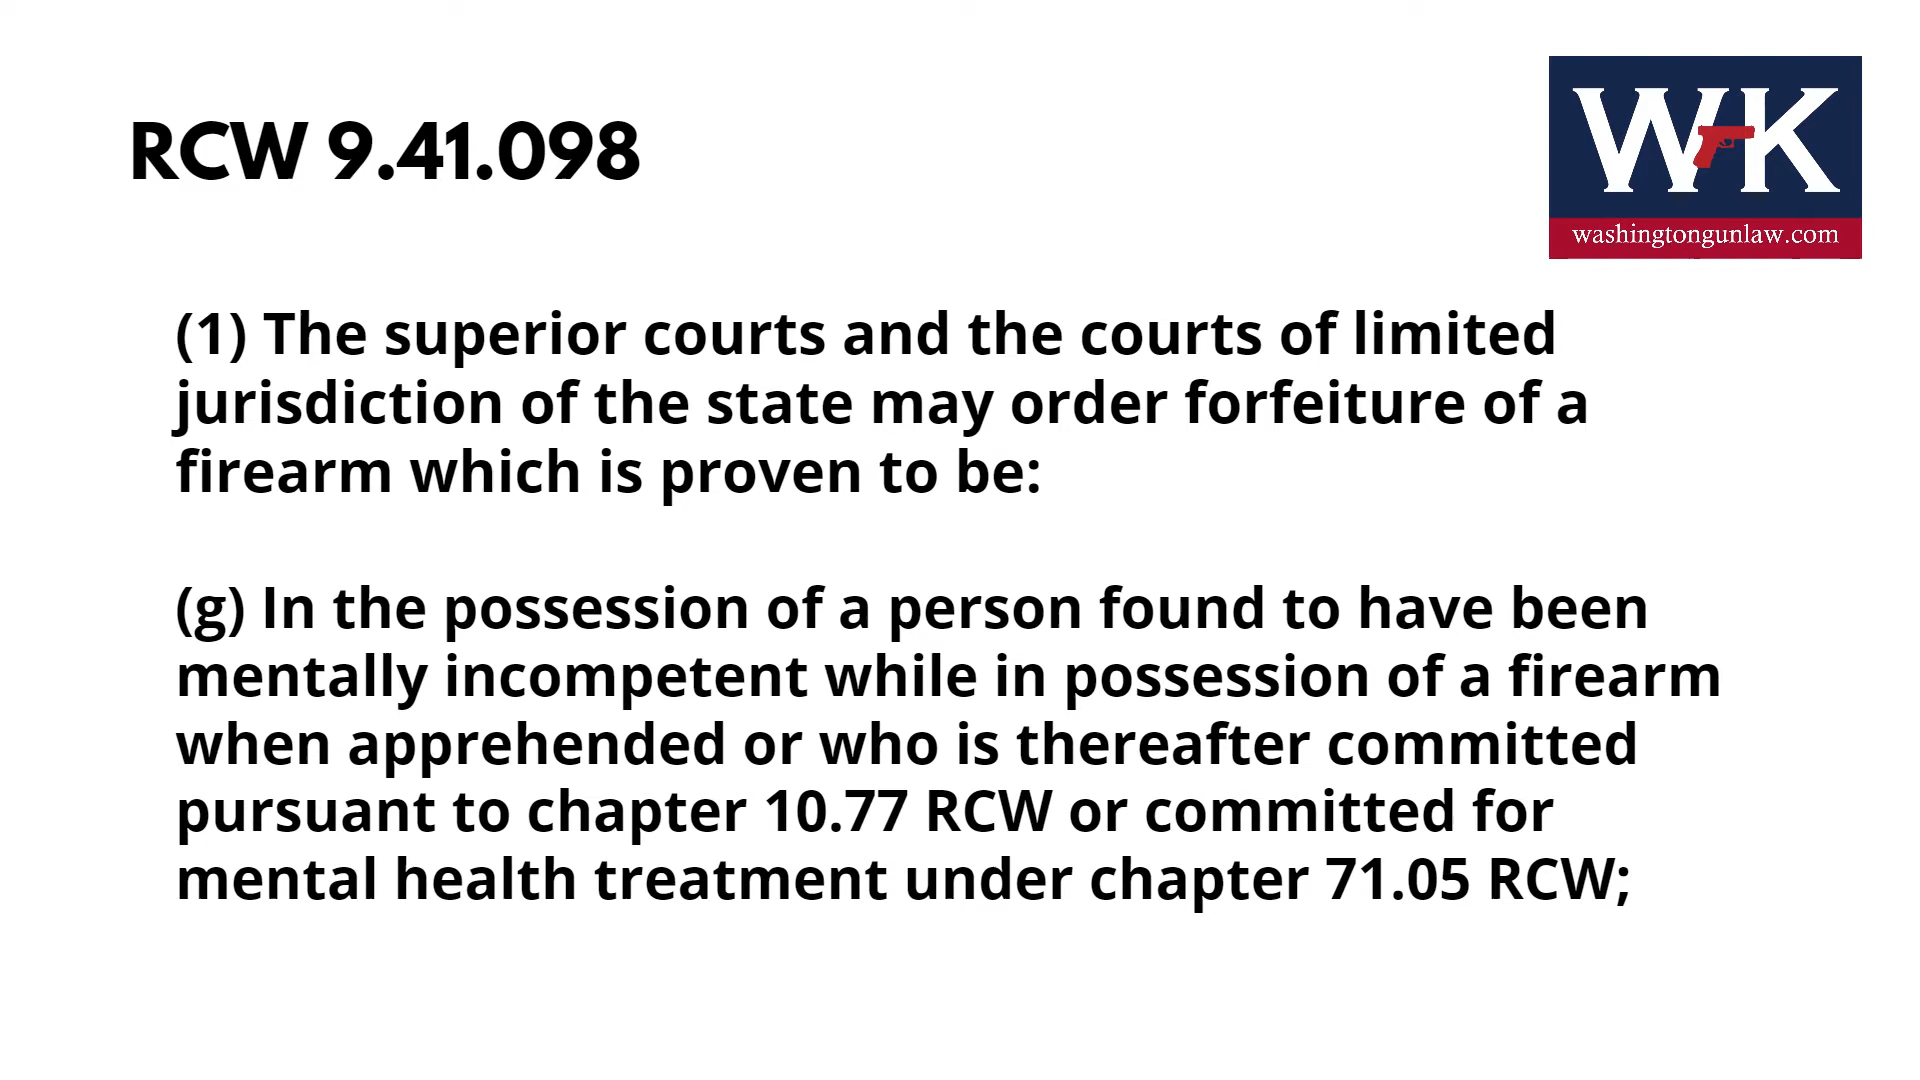 RCW 9.41.098
WK
washingtongunlaw.com
(1) The superior courts and the courts of limited
jurisdiction of the state may order forfeiture of a
firearm which is proven to be:
(g) In the possession of a person found to have been
mentally incompetent while in possession of a firearm
when apprehended or who is thereafter committed
pursuant to chapter 10.77 RCW or committed for
mental health treatment under chapter 71.05 RCW;